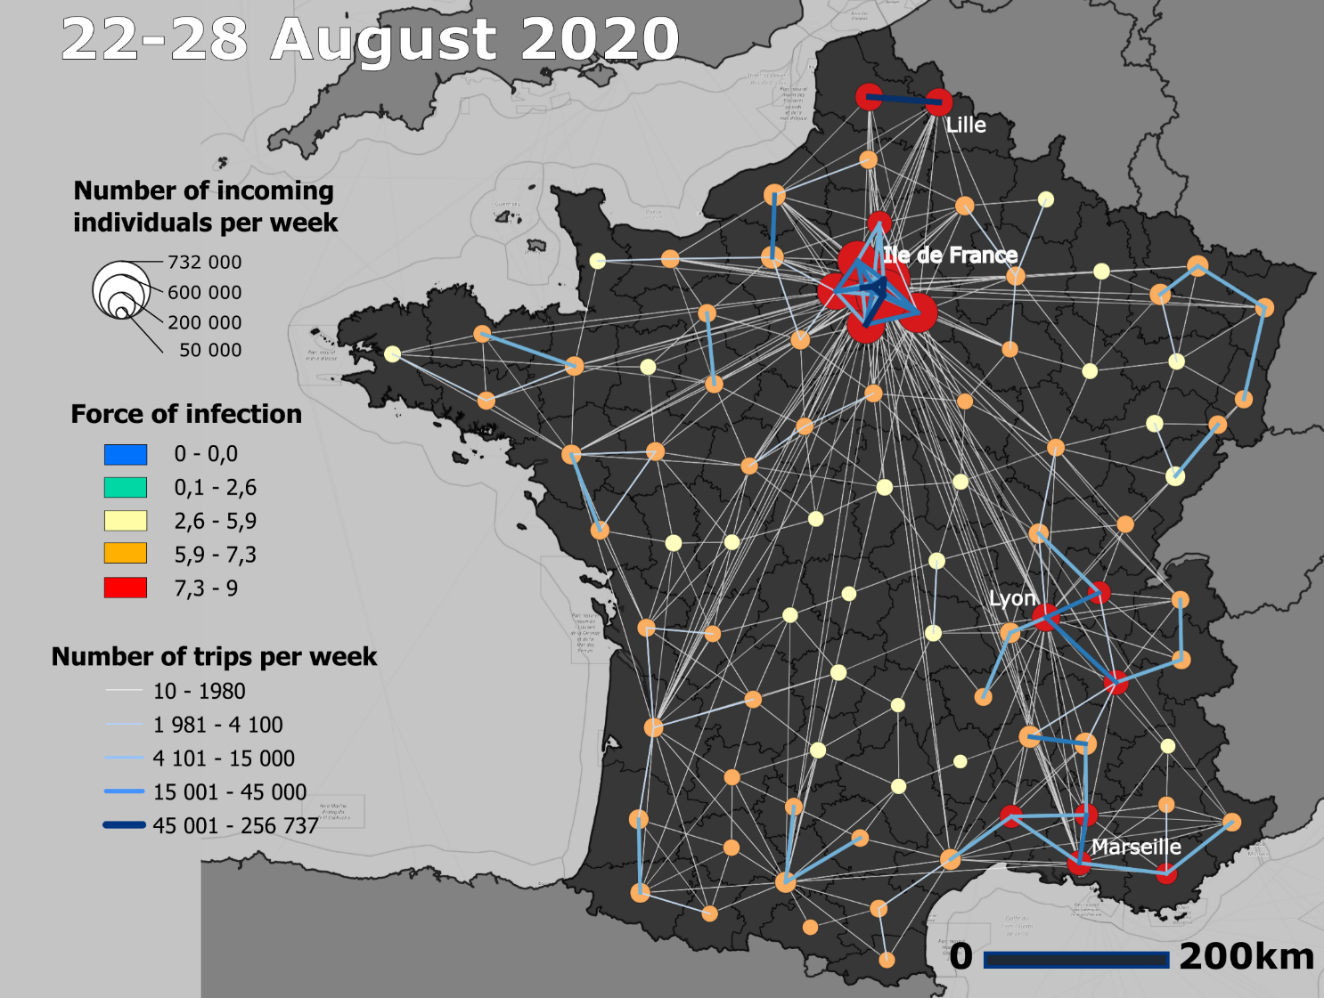 22-28 August 2020
Lille
Number of incoming
individuals per week
732 000
600 000
200 000
50 000
Ile de France
Force of infection
0 - 0,0
0,1 - 2,6
2,6 - 5,9
5,9 - 7,3
7,3 - 9
Lyon
Number of trips per week
10 - 1980
1 981 - 4 100
4 101 - 15 000
15 001 - 45 000
45 001 - 256 737
Marseille
0 200km